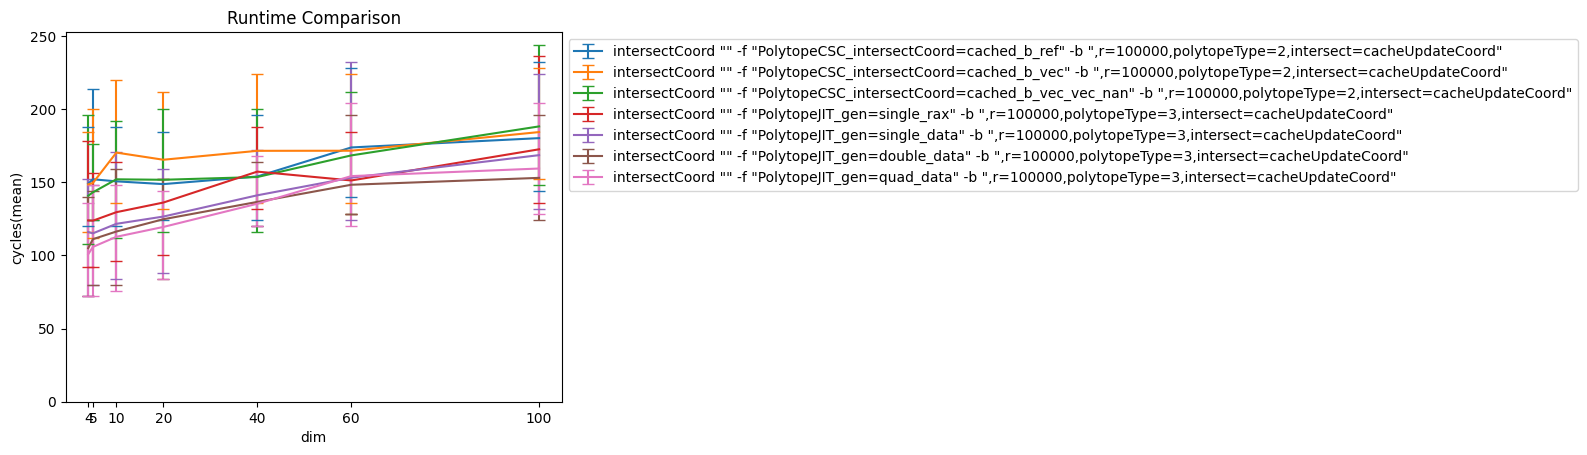 Runtime Comparison
250
200
150
100
50
0
cycles(mean)
4 5 10 20 40 60 100
dim
intersectCoord "" -f "PolytopeCSC_intersectCoord=cached_b_ref" -b ",r=100000,polytopeType=2,intersect=cacheUpdateCoord"
intersectCoord "" -f "PolytopeCSC_intersectCoord=cached_b_vec" -b ",r=100000,polytopeType=2,intersect=cacheUpdateCoord"
intersectCoord "" -f "PolytopeCSC_intersectCoord=cached_b_vec_vec_nan" -b ",r=100000,polytopeType=2,intersect=cacheUpdateCoord"
intersectCoord "" -f "PolytopeJIT_gen=single_rax" -b ",r=100000,polytopeType=3,intersect=cacheUpdateCoord"
intersectCoord "" -f "PolytopeJIT_gen=single_data" -b ",r=100000,polytopeType=3,intersect=cacheUpdateCoord"
intersectCoord "" -f "PolytopeJIT_gen=double_data" -b ",r=100000,polytopeType=3,intersect=cacheUpdateCoord"
intersectCoord "" -f "PolytopeJIT_gen=quad_data" -b ",r=100000,polytopeType=3,intersect=cacheUpdateCoord"